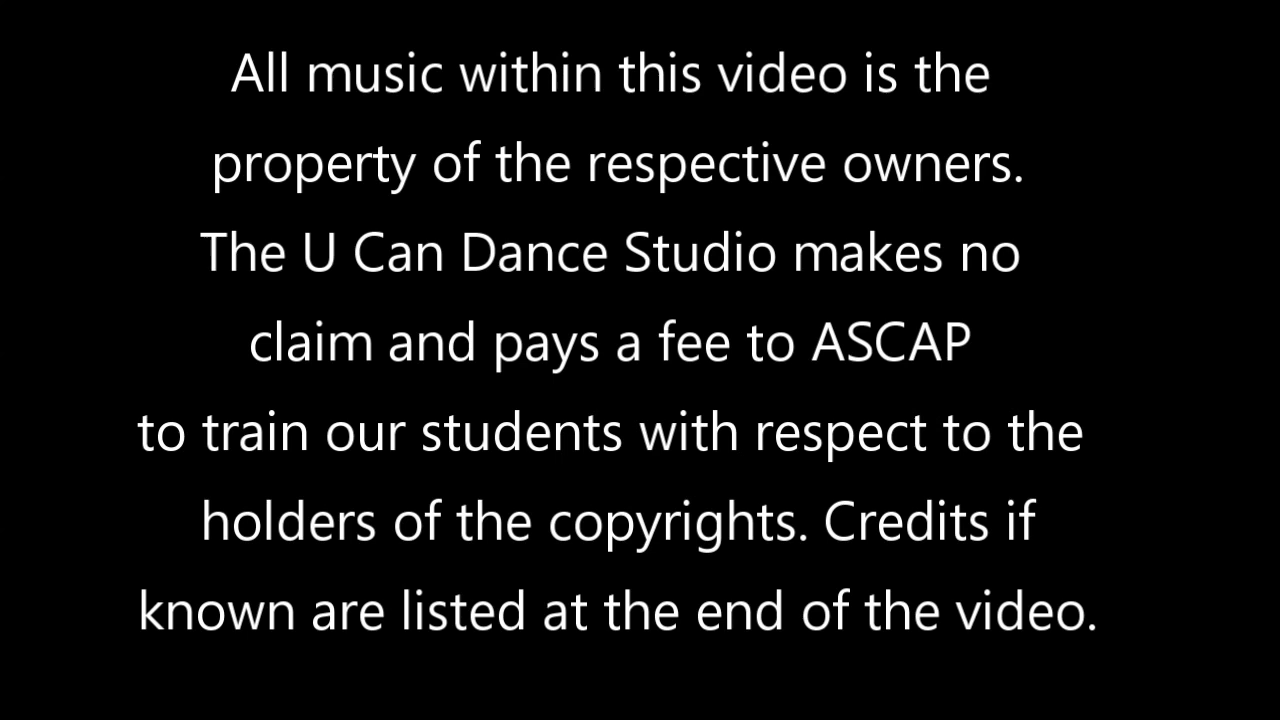 All music within this video is the
property of the respective owners.
The U Can Dance Studio makes no
claim and pays a fee to ASCAP
to train our students with respect to the
holders of the copyrights. Credits if
known are listed at the end of the video.